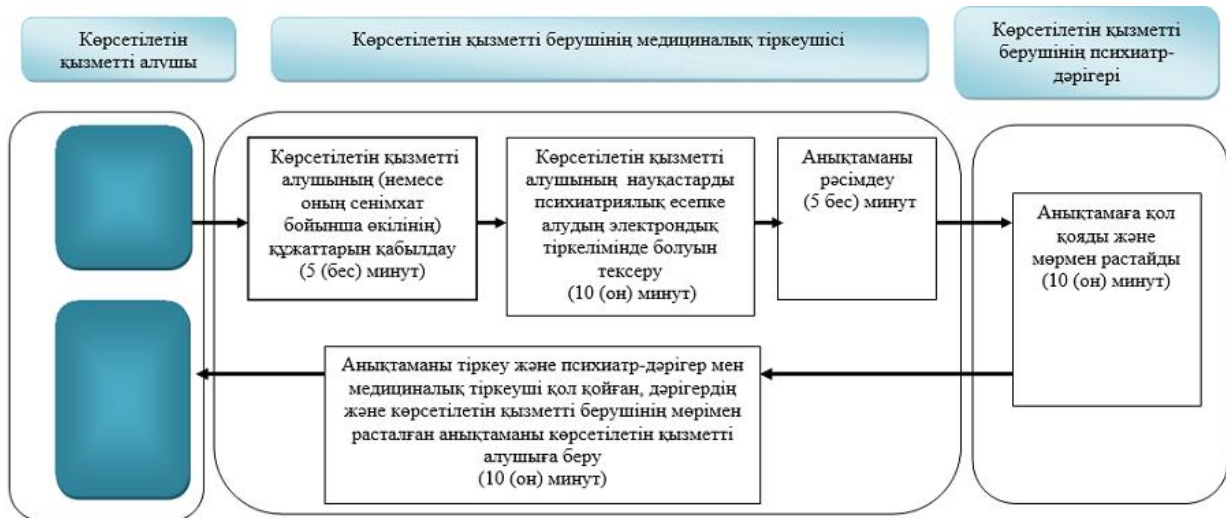 Көрсетілетін
қызметті алушы
Көрсетілетін қызметті берушінің медициналық тіркеушісі
Көрсетілетін қызметті
берушінің психиатр-
дәрігері
Көрсетілетін қызметті
алушының (немесе
оның сенімхат
бойынша өкілінің)
құжаттарын қабылдау
(5 (бес) минут)
Көрсетілетін қызметті
алушының науқастарды
психиатриялық есепке
алудың электрондық
тіркелімінде болуын
тексеру
(10 (он) минут)
Анықтаманы
рәсімдеу
(5 бес) минут
Анықтамаға қол
қояды және
мөрмен растайды
(10 (он) минут)
Анықтаманы тіркеу және психиатр-дәрігер мен
медициналық тіркеуші қол қойған, дәрігердің
және көрсетілетін қызметті берушінің мөрімен
расталған анықтаманы көрсетілетін қызметті
алушыға беру
(10 (он) минут)